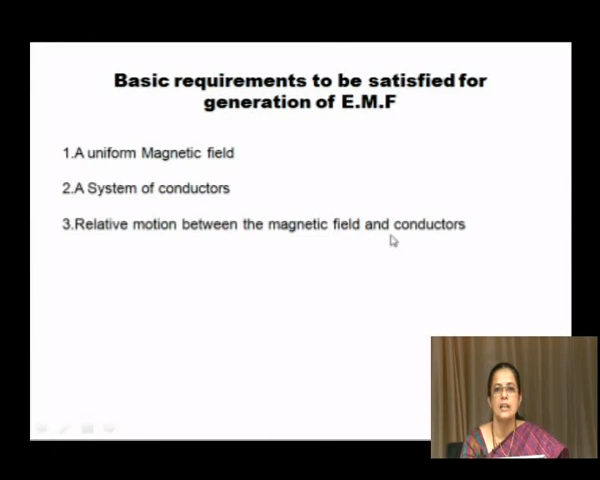 Basic requirements to be satisfied for
generation of E.M.F
1.A uniform Magnetic field
2.A System of conductors
3.Relative motion between the magnetic field and conductors